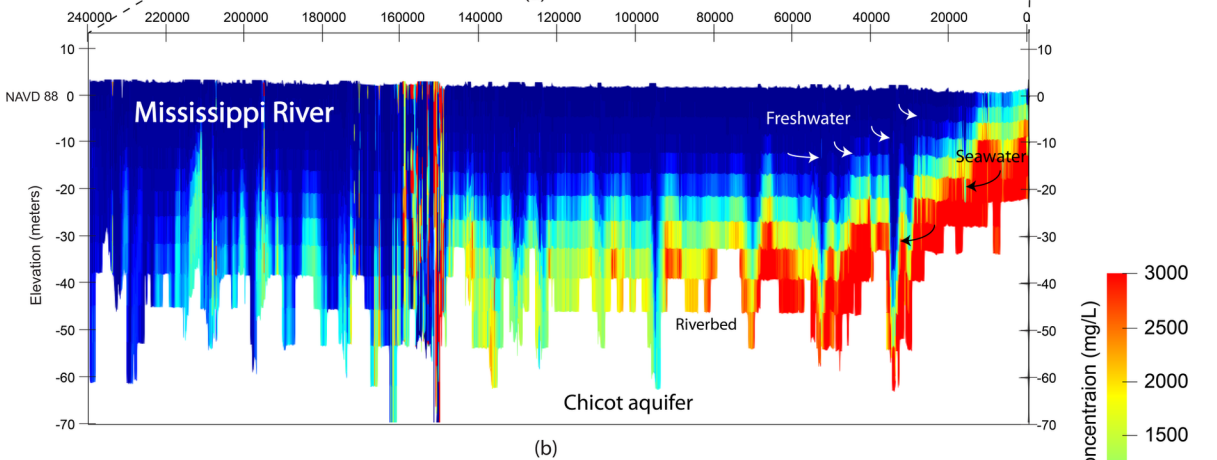 240000 220000 200000 180000 160000 140000 120000 100000 80000 60000 40000 20000 0
10 10
NAVD 88 0 0
Mississippi River
Freshwater
-10 -10
Seawater
-20 -20
Elevation (meters)
-30 -30
-40 -40
3000
Riverbed
-50 -50
2500
-60 -60
2000
Chicot aquifer
-70 -70
1500
oncentraion (mg/L)
(b)